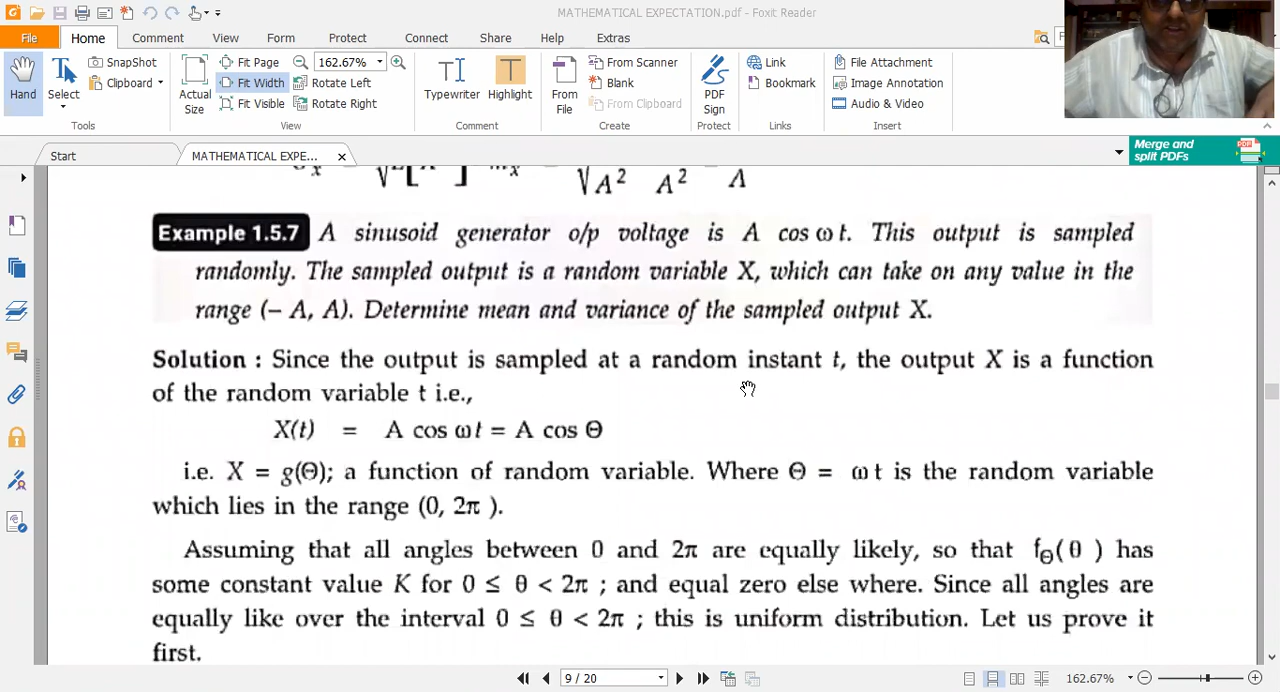 MATHEMATICAL EXPECTATION.pdf - Foxit Reader
File Home Comment View Form Protect Connect Share Help Extras
Hand
Select
SnapShot
Clipboard
Tools
Actual Size
Fit Page
Fit Width
Fit Visible
162.67%
Rotate Left
Rotate Right
View
Typewriter
Highlight
Comment
From File
From Scanner
Blank
From Clipboard
Create
PDF Sign
Protect
Link
Bookmark
Links
File Attachment
Image Annotation
Audio & Video
Insert
Start
MATHEMATICAL EXPE...
Merge and
split PDFs
Example 1.5.7 A sinusoid generator o/p voltage is A cos ω t. This output is sampled
randomly. The sampled output is a random variable X, which can take on any value in the
range (– A, A). Determine mean and variance of the sampled output X.
Solution : Since the output is sampled at a random instant t, the output X is a function
of the random variable t i.e.,
X(t) = A cos ωt = A cos Θ
i.e. X = g(Θ); a function of random variable. Where Θ = ω t is the random variable
which lies in the range (0, 2π ).
Assuming that all angles between 0 and 2π are equally likely, so that fΘ(θ ) has
some constant value K for 0 ≤ θ < 2π ; and equal zero else where. Since all angles are
equally like over the interval 0 ≤ θ < 2π ; this is uniform distribution. Let us prove it
first.
9 / 20
162.67%